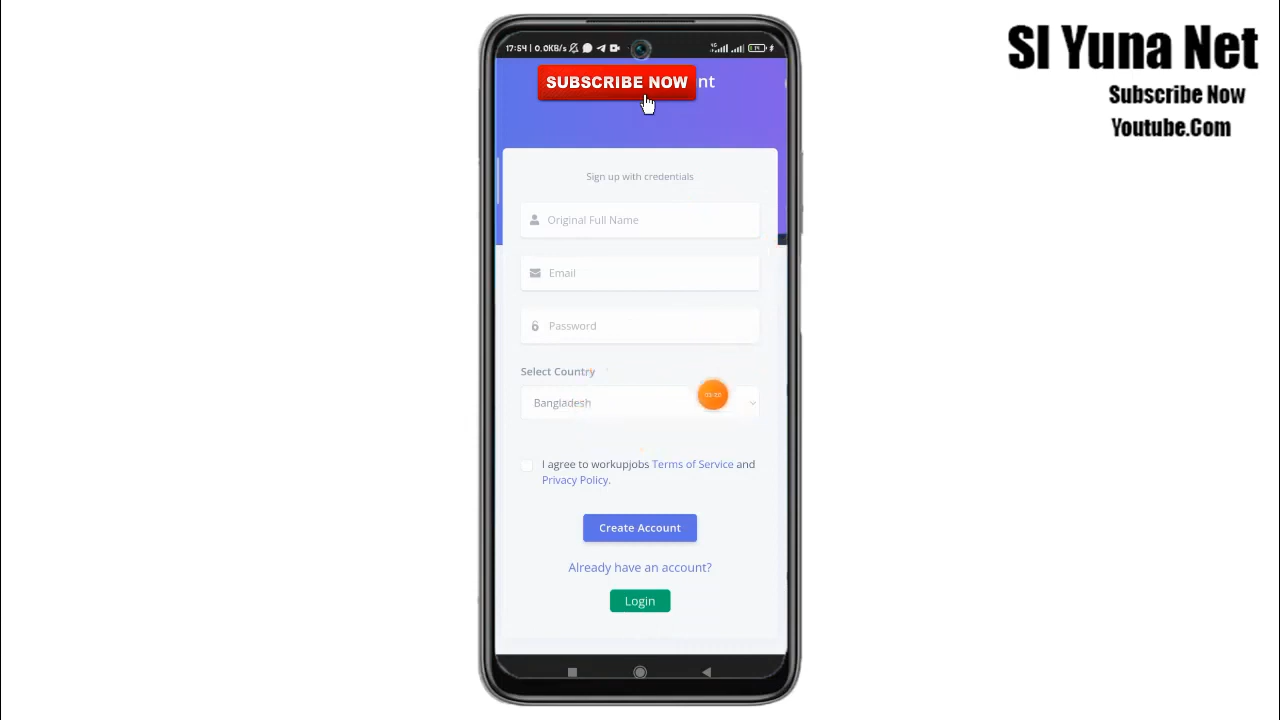 SI Yuna Net
Subscribe Now
Youtube.Com
17:54 | 0.0KB/s
SUBSCRIBE NOW
nt
Sign up with credentials
Original Full Name
Email
Password
Select Country
Bangladesh
I agree to workupjobs Terms of Service and
Privacy Policy.
Create Account
Already have an account?
Login